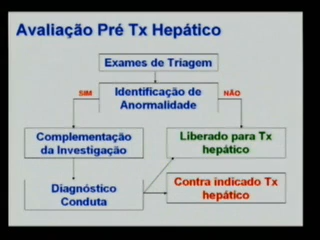 Avaliação Pré Tx Hepático
Exames de Triagem
SIM
Identificação de
Anormalidade
NÃO
Complementação
da Investigação
Liberado para Tx
hepático
Diagnóstico
Conduta
Contra indicado Tx
hepático